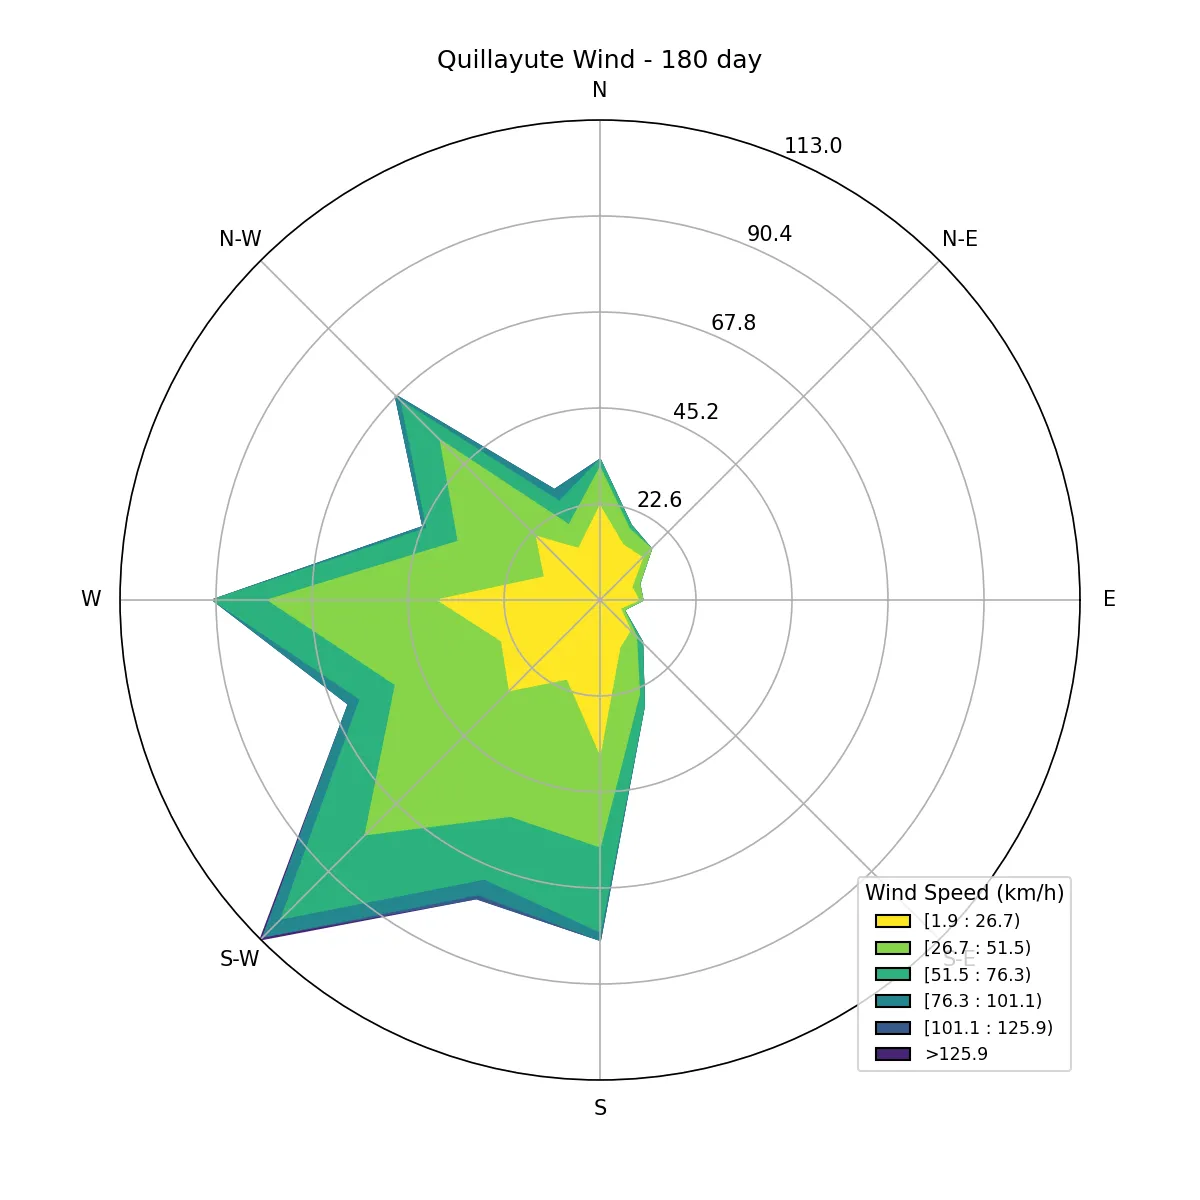 Quillayute Wind - 180 day
N
113.0
N-W
N-E
90.4
67.8
45.2
22.6
W
E
S-W
S-E
S
Wind Speed (km/h)
[1.9 : 26.7)
[26.7 : 51.5)
[51.5 : 76.3)
[76.3 : 101.1)
[101.1 : 125.9)
>125.9